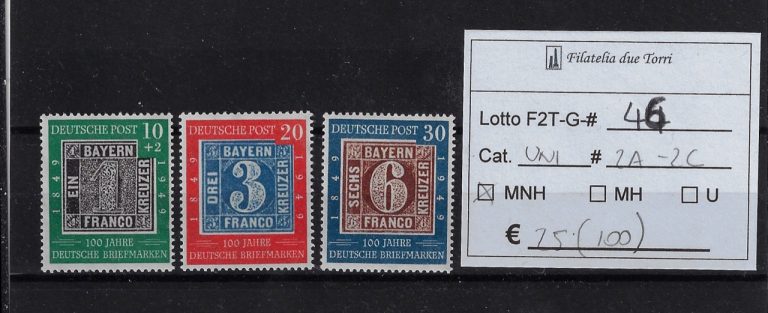 DEUTSCHE POST 10
+2
BAYERN
EIN 1 KREUZER
FRANCO
1849 1949
100 JAHRE
DEUTSCHE BRIEFMARKEN
DEUTSCHE POST 20
BAYERN
DREI 3 KREUZER
FRANCO
1849 1949
100 JAHRE
DEUTSCHE BRIEFMARKEN
DEUTSCHE POST 30
BAYERN
SECHS 6 KREUZER
FRANCO
1849 1949
100 JAHRE
DEUTSCHE BRIEFMARKEN
Filatelia due Torri
Lotto F2T-G-# 46
Cat. UNI # 2A-2C
MNH MH U
€ 25.(100)